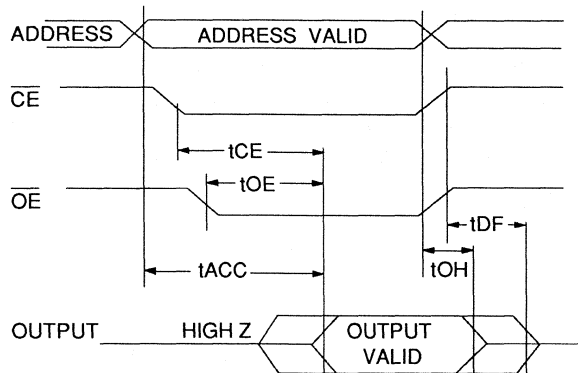 ADDRESS ADDRESS VALID
CE
tCE
tOE
OE
tDF
tACC
tOH
OUTPUT HIGH Z OUTPUT
VALID